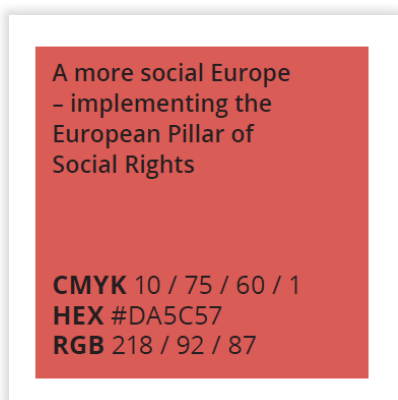 A more social Europe
– implementing the
European Pillar of
Social Rights
CMYK 10 / 75 / 60 / 1
HEX #DA5C57
RGB 218 / 92 / 87